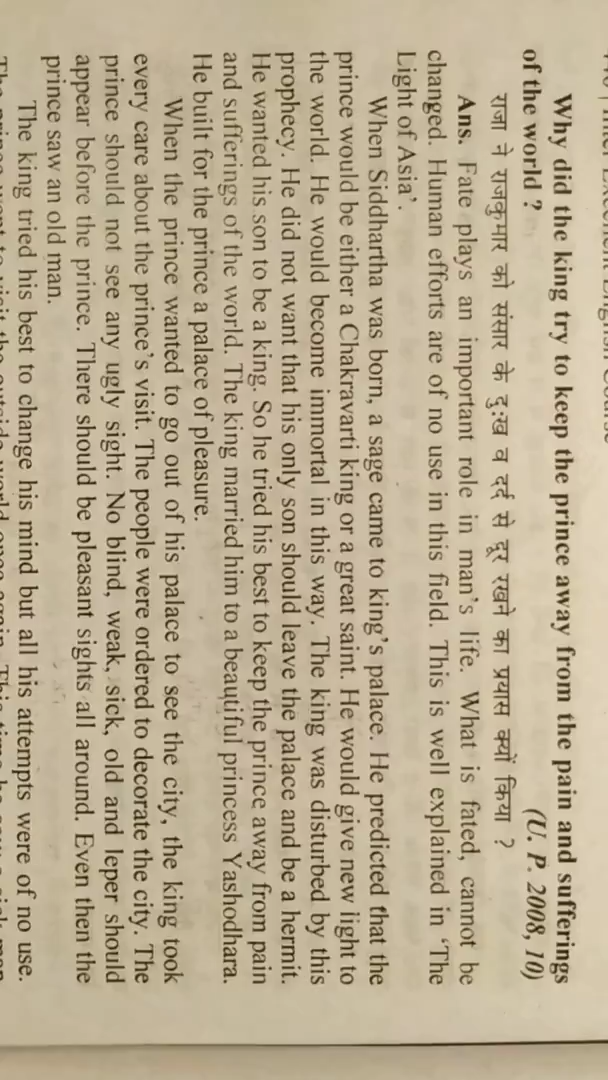 Why did the king try to keep the prince away from the pain and sufferings
of the world ? (U. P. 2008, 10)
राजा ने राजकुमार को संसार के दुःख व दर्द से दूर रखने का प्रयास क्यों किया ?
Ans. Fate plays an important role in man's life. What is fated, cannot be
changed. Human efforts are of no use in this field. This is well explained in 'The
Light of Asia'.
When Siddhartha was born, a sage came to king's palace. He predicted that the
prince would be either a Chakravarti king or a great saint. He would give new light to
the world. He would become immortal in this way. The king was disturbed by this
prophecy. He did not want that his only son should leave the palace and be a hermit.
He wanted his son to be a king. So he tried his best to keep the prince away from pain
and sufferings of the world. The king married him to a beautiful princess Yashodhara.
He built for the prince a palace of pleasure.
When the prince wanted to go out of his palace to see the city, the king took
every care about the prince's visit. The people were ordered to decorate the city. The
prince should not see any ugly sight. No blind, weak, sick, old and leper should
appear before the prince. There should be pleasant sights all around. Even then the
prince saw an old man.
The king tried his best to change his mind but all his attempts were of no use.